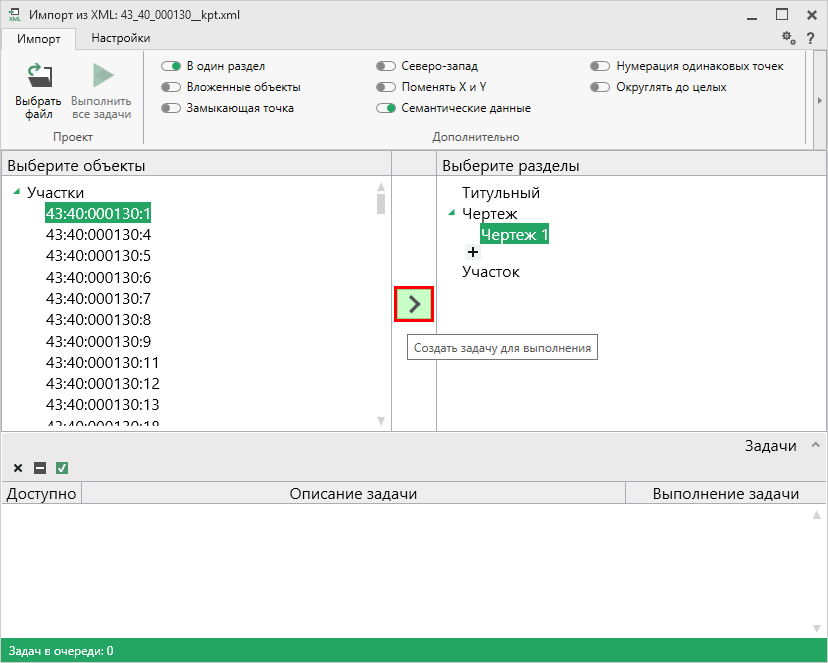 Импорт из XML: 43_40_000130__kpt.xml
Импорт
Настройки
?
Выбрать файл
Выполнить все задачи
Проект
В один раздел
Вложенные объекты
Замыкающая точка
Северо-запад
Поменять X и Y
Семантические данные
Нумерация одинаковых точек
Округлять до целых
Дополнительно
Выберите объекты
Участки
43:40:000130:1
43:40:000130:4
43:40:000130:5
43:40:000130:6
43:40:000130:7
43:40:000130:8
43:40:000130:9
43:40:000130:11
43:40:000130:12
43:40:000130:13
43:40:000130:18
Создать задачу для выполнения
Выберите разделы
Титульный
Чертеж
Чертеж 1
Участок
Задачи
Доступно
Описание задачи
Выполнение задачи
Задач в очереди: 0